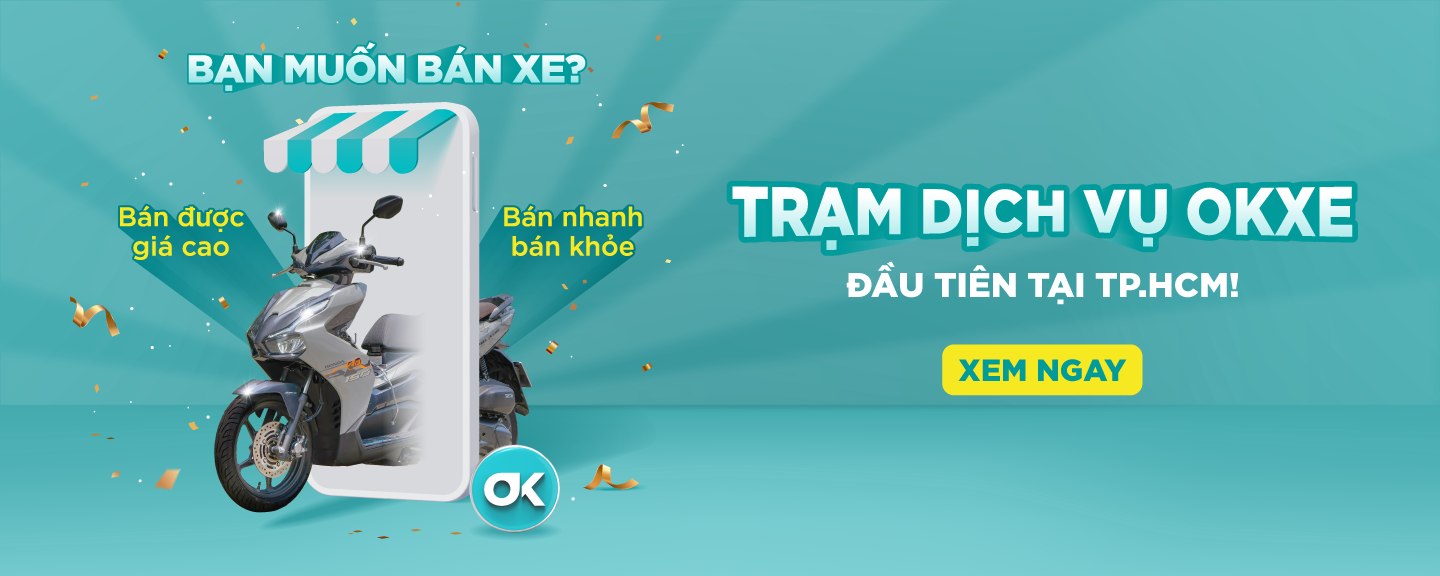 BẠN MUỐN BÁN XE?
Bán được
giá cao
Bán nhanh
bán khỏe
150
OK
TRẠM DỊCH VỤ OKXE
ĐẦU TIÊN TẠI TP.HCM!
XEM NGAY